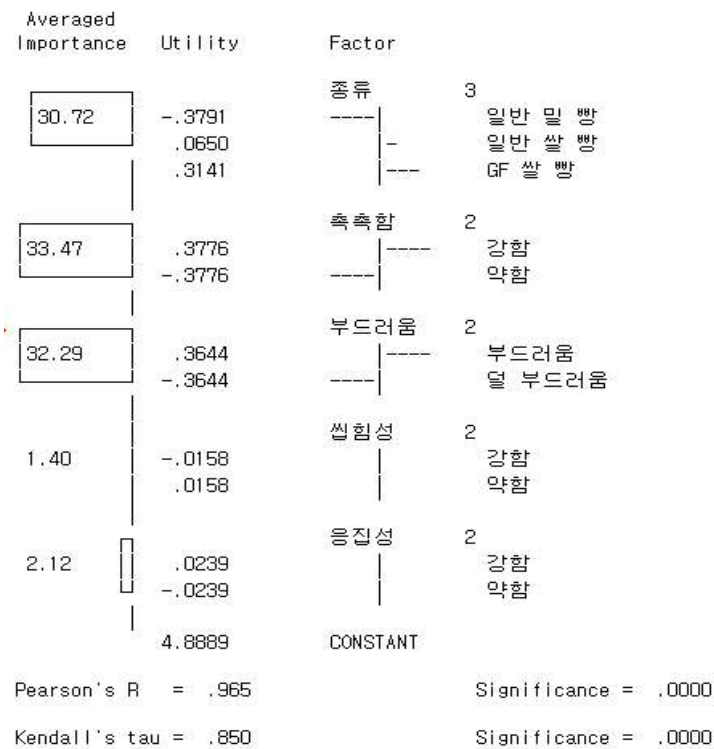 Averaged
Importance Utility Factor
종류 3
30.72 -.3791 일반 밀 빵
.0650 일반 쌀 빵
.3141 GF 쌀 빵
촉촉함 2
33.47 .3776 강함
-.3776 약함
부드러움 2
32.29 .3644 부드러움
-.3644 덜 부드러움
씹힘성 2
1.40 -.0158 강함
.0158 약함
응집성 2
2.12 .0239 강함
-.0239 약함
4.8889 CONSTANT
Pearson's R = .965 Significance = .0000
Kendall's tau = .850 Significance = .0000